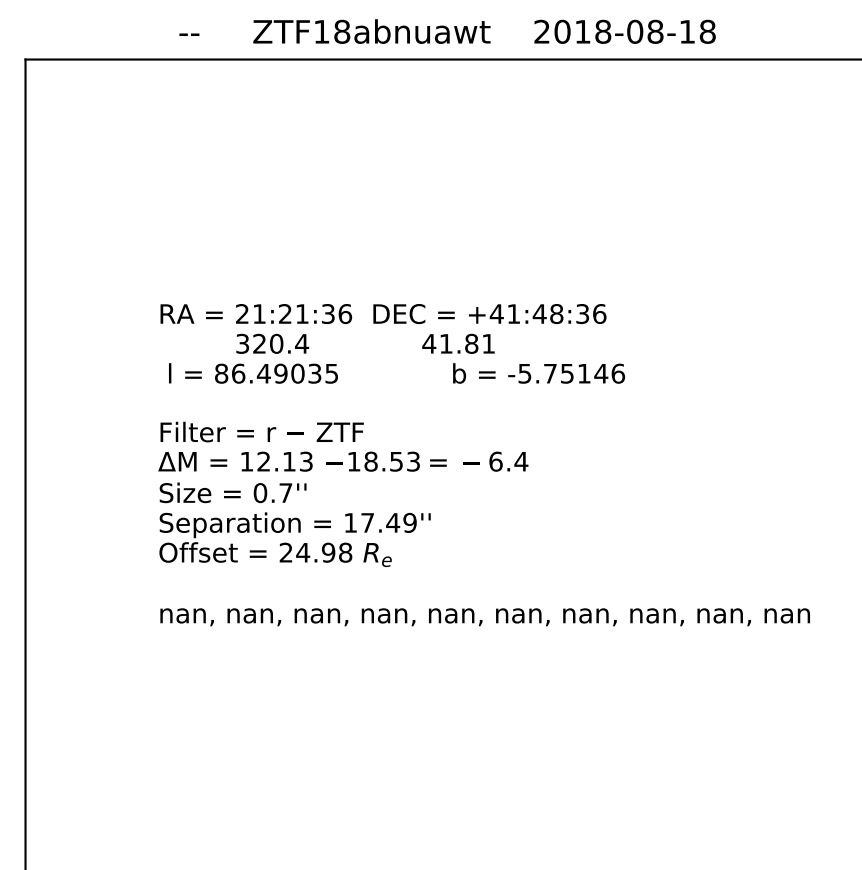 -- ZTF18abnuawt 2018-08-18
RA = 21:21:36 DEC = +41:48:36
320.4 41.81
l = 86.49035 b = -5.75146
Filter = r − ZTF
ΔM = 12.13 −18.53 = − 6.4
Size = 0.7''
Separation = 17.49''
Offset = 24.98 Re
nan, nan, nan, nan, nan, nan, nan, nan, nan, nan